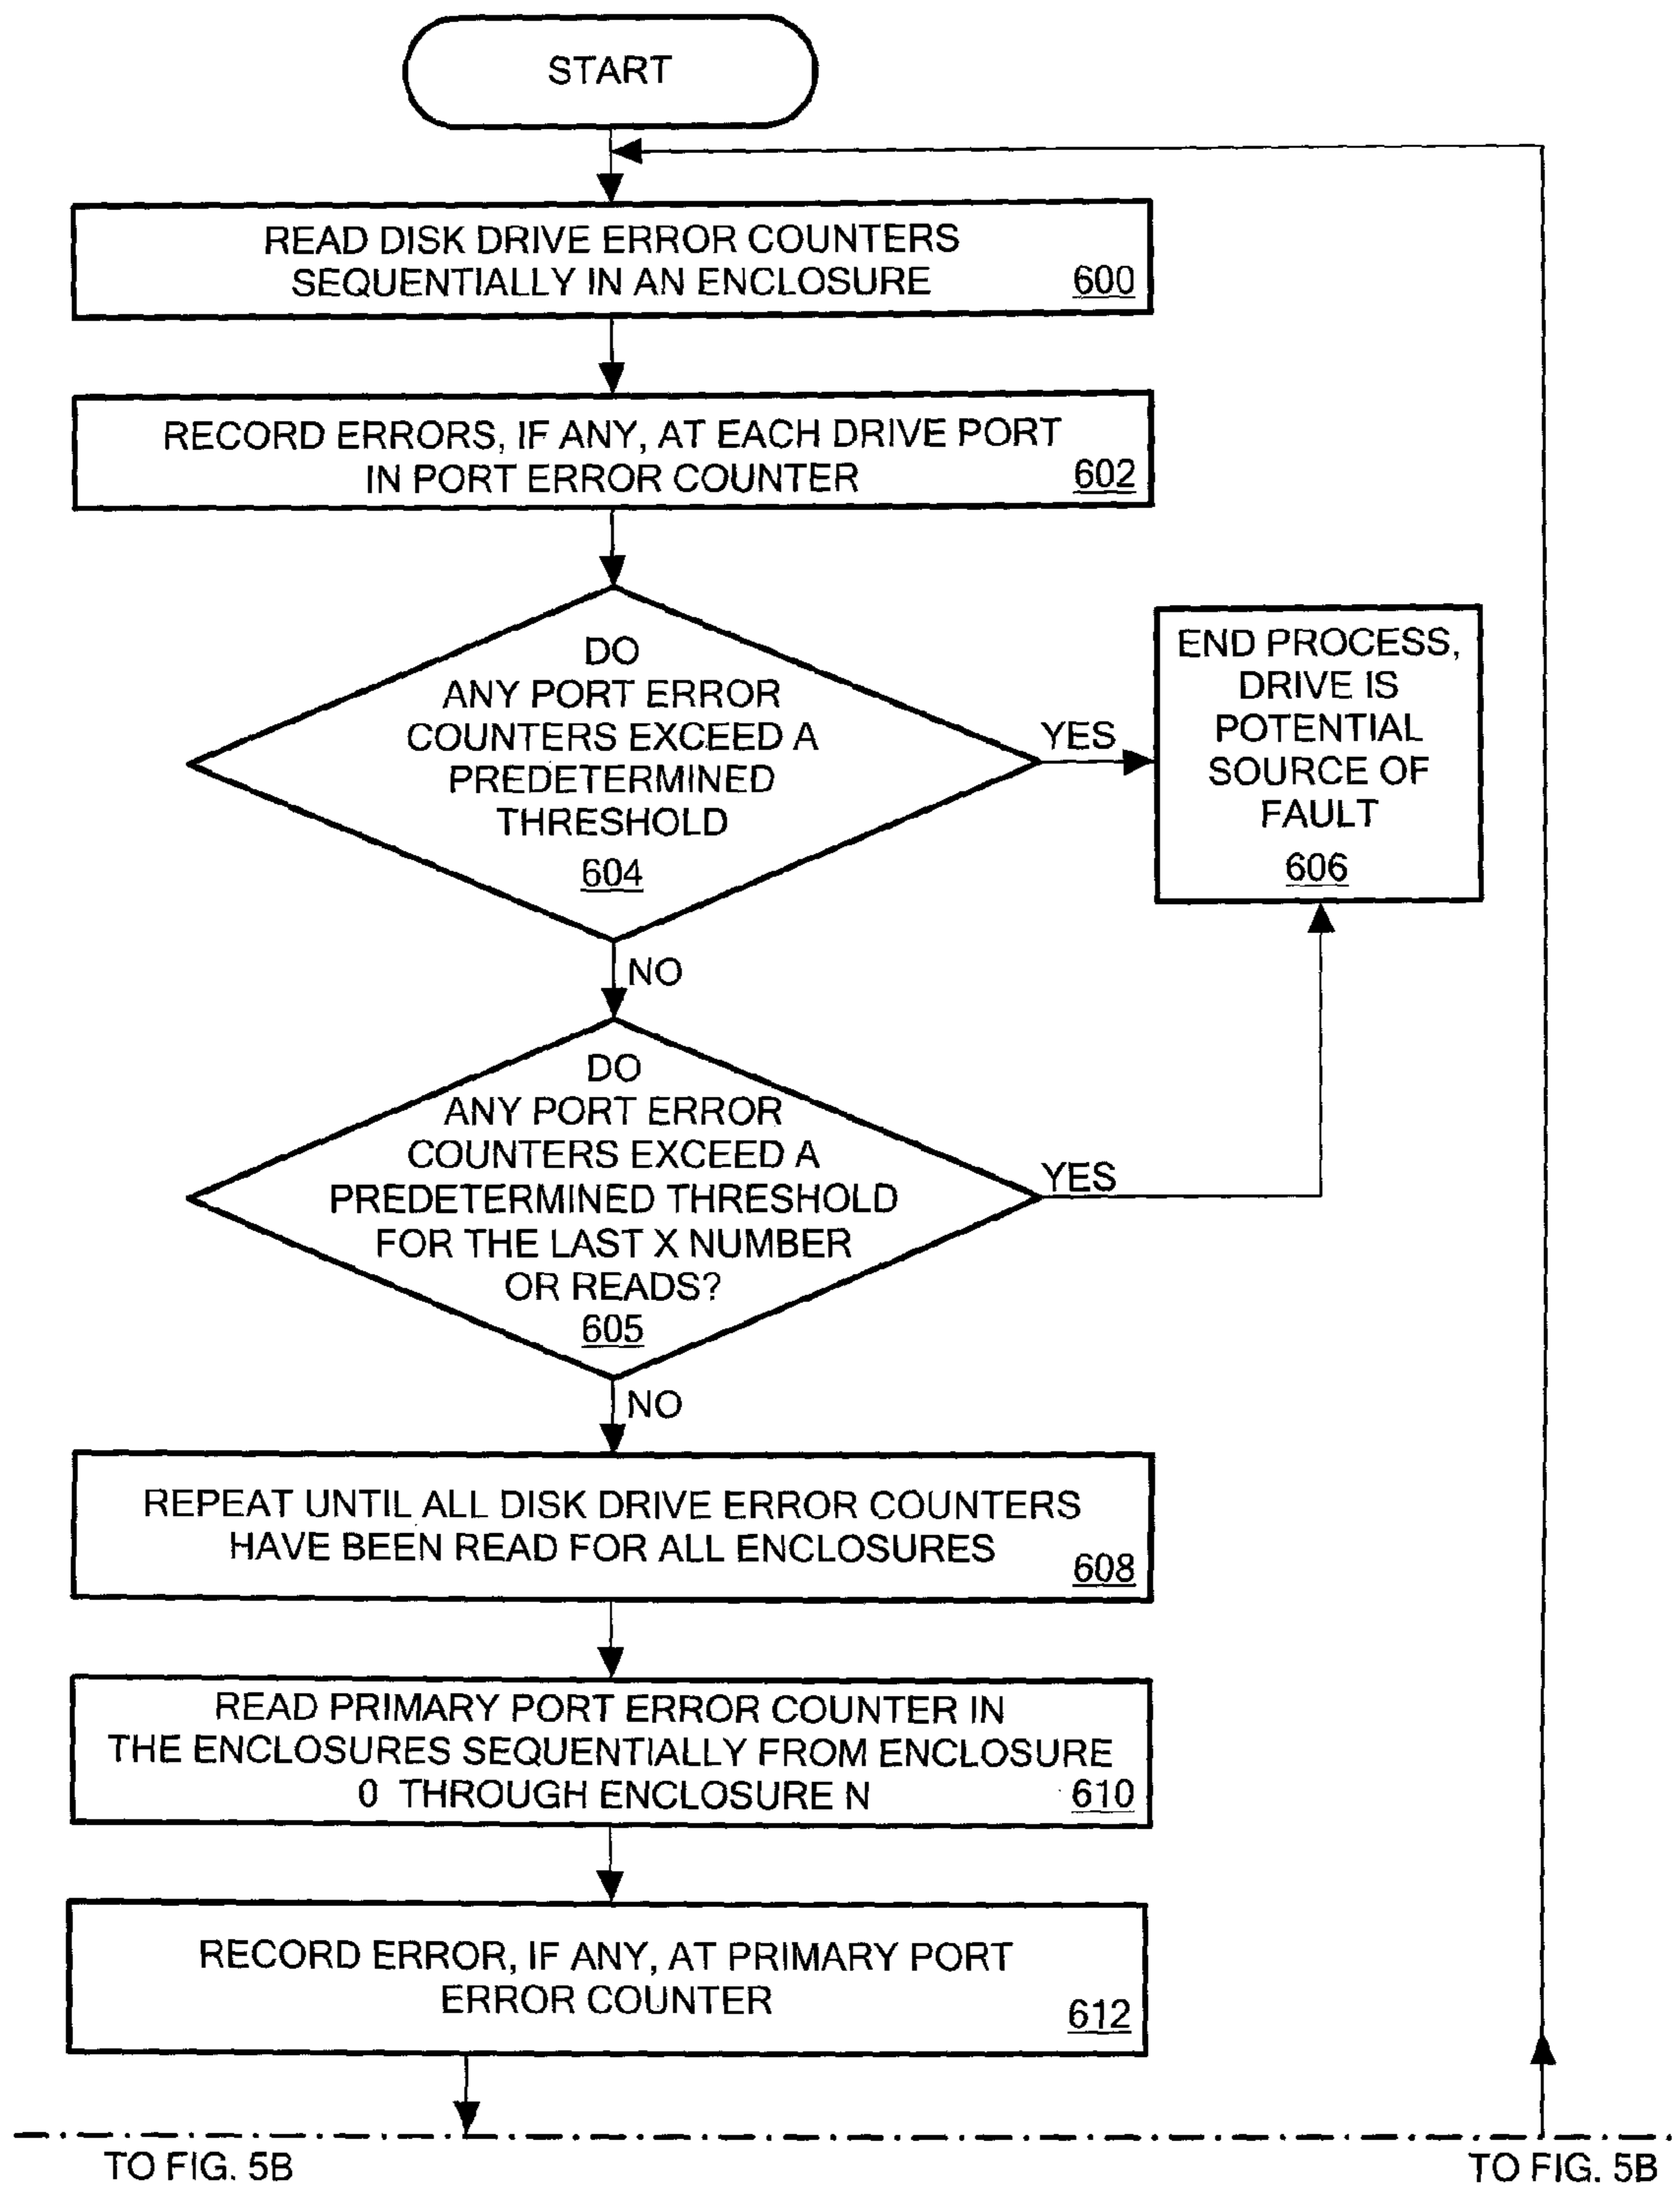 START
READ DISK DRIVE ERROR COUNTERS
SEQUENTIALLY IN AN ENCLOSURE
600
RECORD ERRORS, IF ANY, AT EACH DRIVE PORT
IN PORT ERROR COUNTER
602
DO
ANY PORT ERROR
COUNTERS EXCEED A
PREDETERMINED
THRESHOLD
604
YES
END PROCESS,
DRIVE IS
POTENTIAL
SOURCE OF
FAULT
606
NO
DO
ANY PORT ERROR
COUNTERS EXCEED A
PREDETERMINED THRESHOLD
FOR THE LAST X NUMBER
OR READS?
605
YES
NO
REPEAT UNTIL ALL DISK DRIVE ERROR COUNTERS
HAVE BEEN READ FOR ALL ENCLOSURES
608
READ PRIMARY PORT ERROR COUNTER IN
THE ENCLOSURES SEQUENTIALLY FROM ENCLOSURE
0 THROUGH ENCLOSURE N
610
RECORD ERROR, IF ANY, AT PRIMARY PORT
ERROR COUNTER
612
TO FIG. 5B
TO FIG. 5B